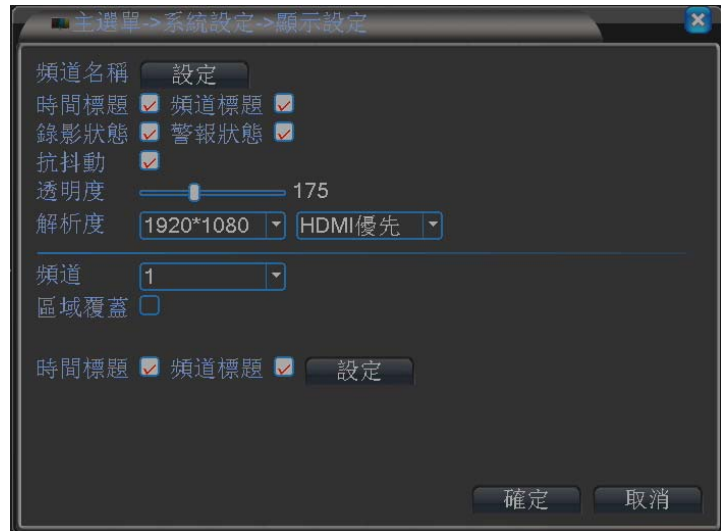 主選單->系統設定->顯示設定
頻道名稱 設定
時間標題 頻道標題
錄影狀態 警報狀態
抗抖動
透明度 175
解析度 1920*1080 HDMI優先
頻道 1
區域覆蓋
時間標題 頻道標題 設定
確定 取消